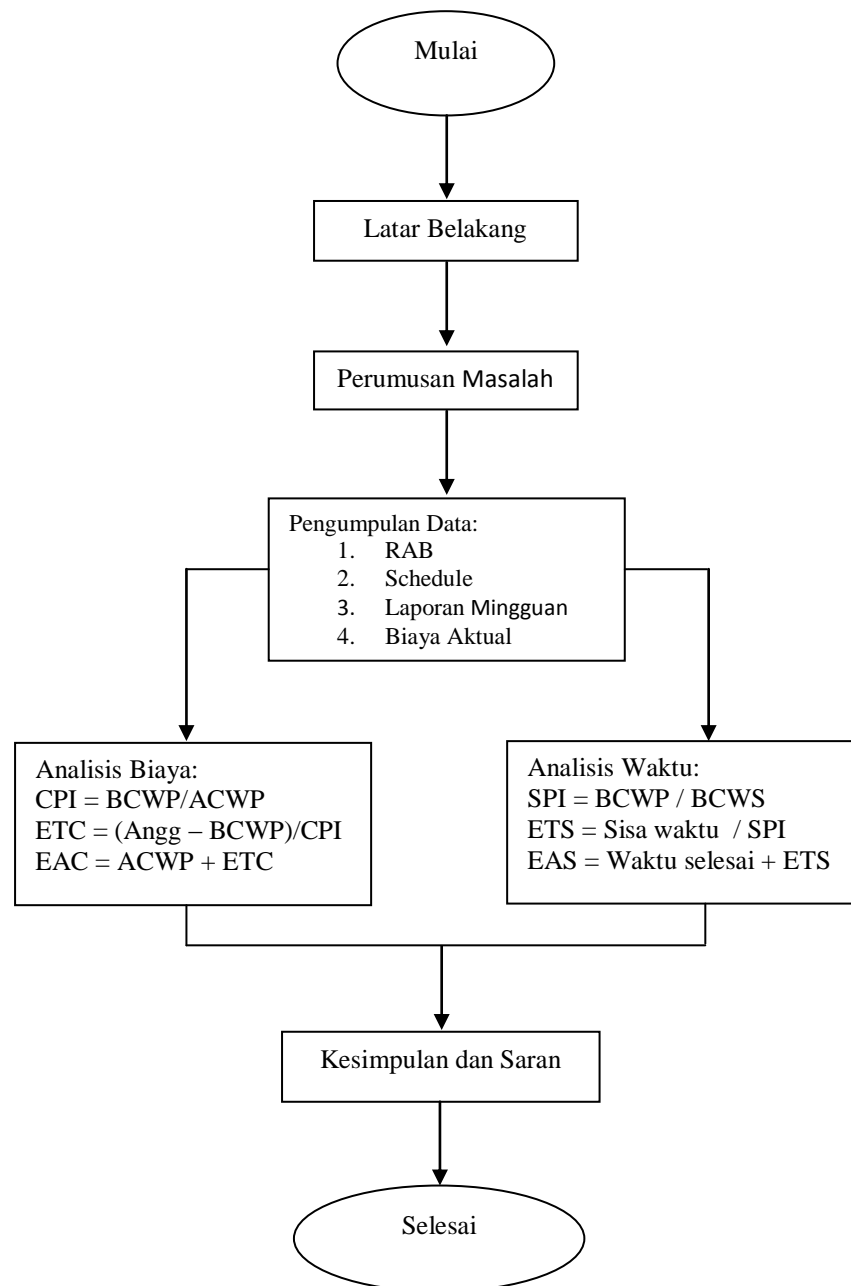 Mulai
Latar Belakang
Perumusan Masalah
Pengumpulan Data:
1. RAB
2. Schedule
3. Laporan Mingguan
4. Biaya Aktual
Analisis Biaya:
CPI = BCWP/ACWP
ETC = (Angg – BCWP)/CPI
EAC = ACWP + ETC
Analisis Waktu:
SPI = BCWP / BCWS
ETS = Sisa waktu / SPI
EAS = Waktu selesai + ETS
Kesimpulan dan Saran
Selesai